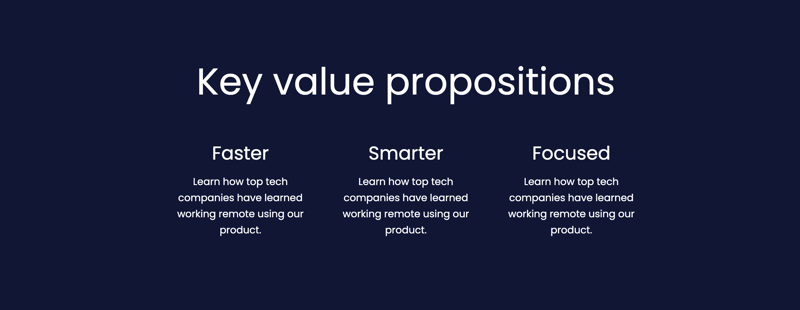 Key value propositions
Faster
Learn how top tech
companies have learned
working remote using our
product.
Smarter
Learn how top tech
companies have learned
working remote using our
product.
Focused
Learn how top tech
companies have learned
working remote using our
product.